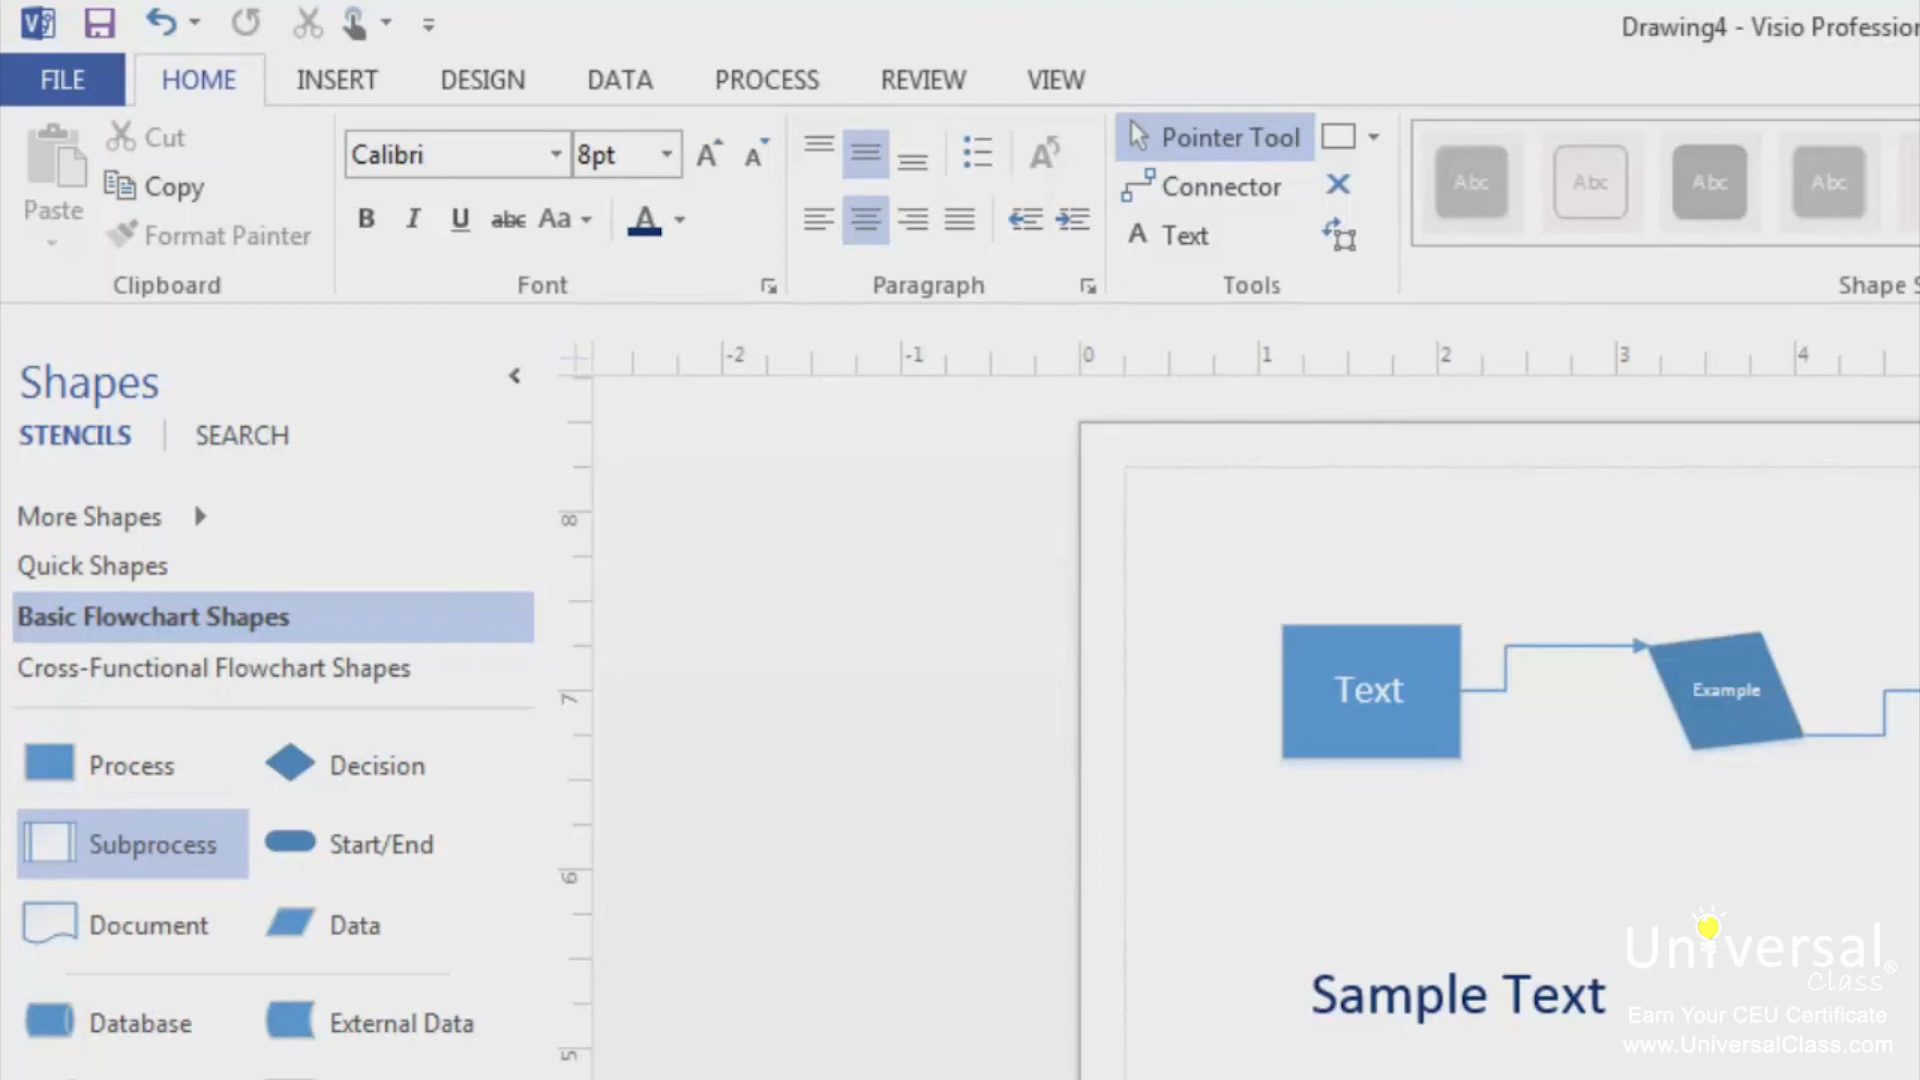 Drawing4 - Visio Profession
FILE HOME INSERT DESIGN DATA PROCESS REVIEW VIEW
Cut
Copy
Paste
Format Painter
Clipboard
Calibri 8pt
B I U abc Aa A
Font
Paragraph
Pointer Tool
Connector
A Text
Tools
Abc Abc Abc Abc
Shape S
Shapes
STENCILS SEARCH
More Shapes
Quick Shapes
Basic Flowchart Shapes
Cross-Functional Flowchart Shapes
Process Decision
Subprocess Start/End
Document Data
Database External Data
-2 -1 0 1 2 3 4
8
7
6
5
Text
Example
Sample Text
Universal
Class®
Earn Your CEU Certificate
www.UniversalClass.com